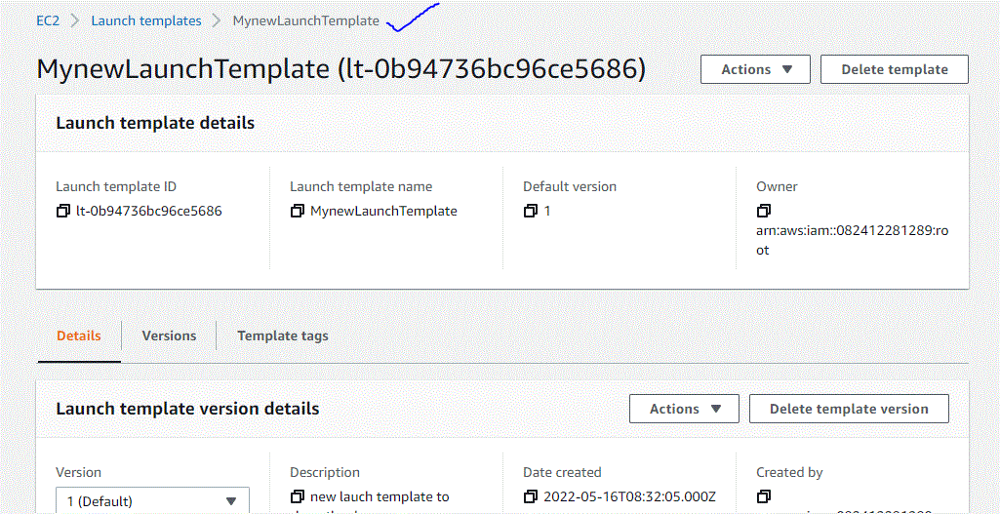 EC2 > Launch templates > MynewLaunchTemplate
MynewLaunchTemplate (lt-0b94736bc96ce5686)
Actions ▼ Delete template
Launch template details
Launch template ID
lt-0b94736bc96ce5686
Launch template name
MynewLaunchTemplate
Default version
1
Owner
arn:aws:iam::082412281289:ro
ot
Details Versions Template tags
Launch template version details
Actions ▼ Delete template version
Version
1 (Default) ▼
Description
new lauch template to
Date created
2022-05-16T08:32:05.000Z
Created by